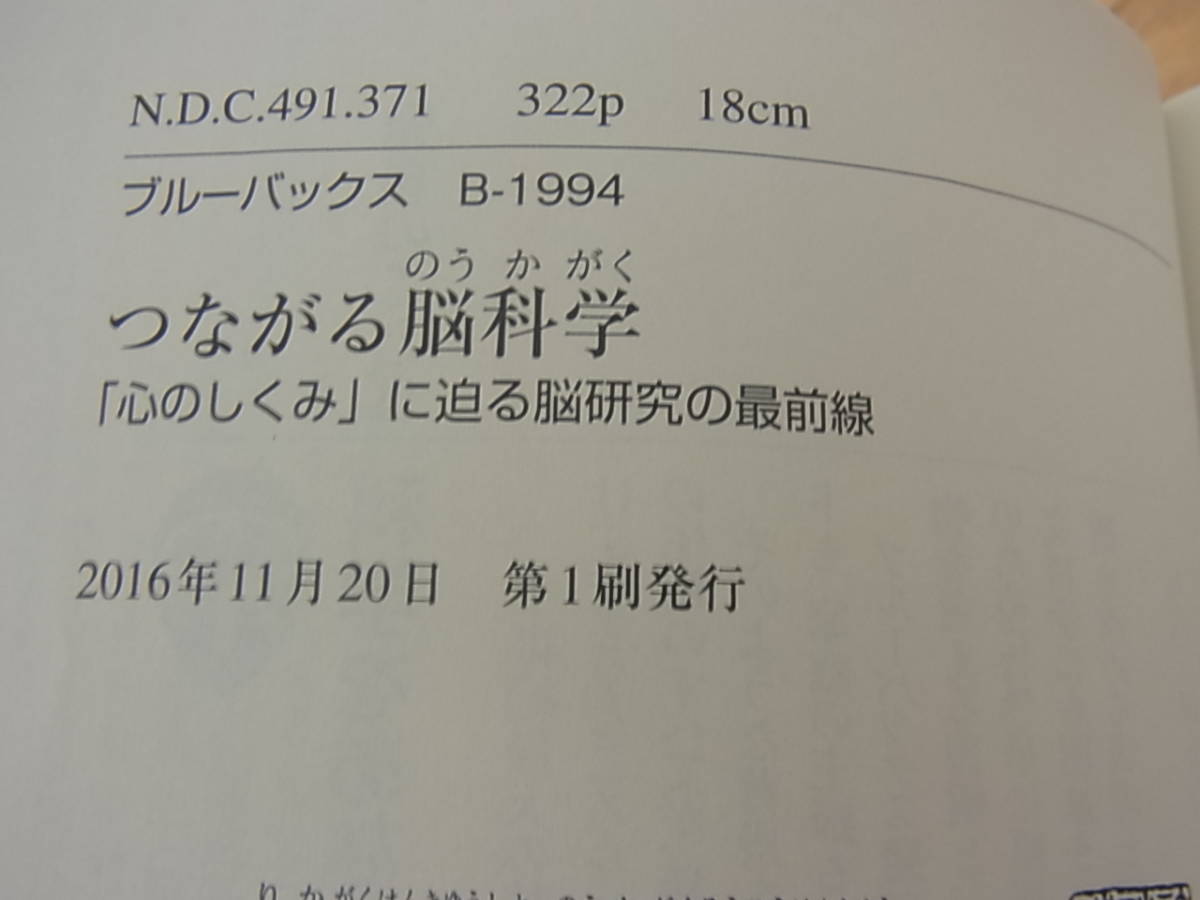 N.D.C.491.371 322p 18cm
ブルーバックス B-1994
のうかがく
つながる脳科学
「心のしくみ」に迫る脳研究の最前線
2016年11月20日 第1刷発行